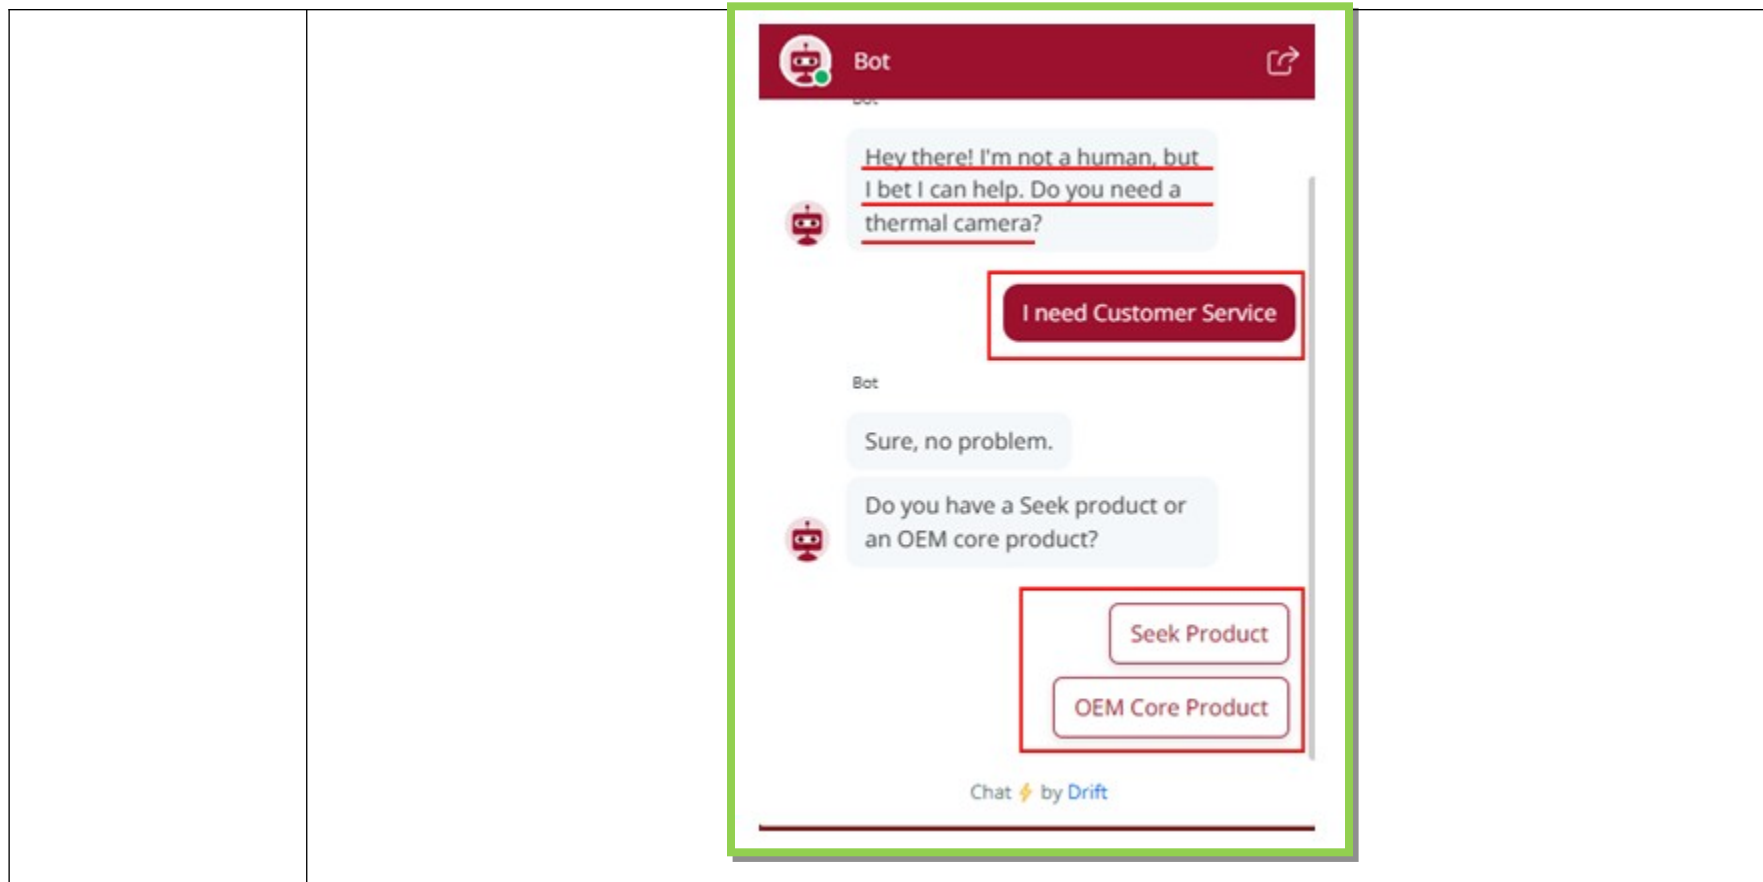 Bot
Bot
Hey there! I'm not a human, but
I bet I can help. Do you need a
thermal camera?
I need Customer Service
Bot
Sure, no problem.
Do you have a Seek product or
an OEM core product?
Seek Product
OEM Core Product
Chat ⚡ by Drift